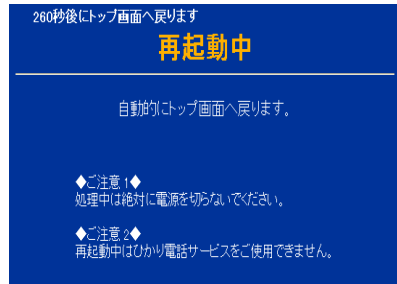 260秒後にトップ画面へ戻ります
再起動中
自動的にトップ画面へ戻ります。
◆ご注意1◆
処理中は絶対に電源を切らないでください。
◆ご注意2◆
再起動中はひかり電話サービスをご使用できません。